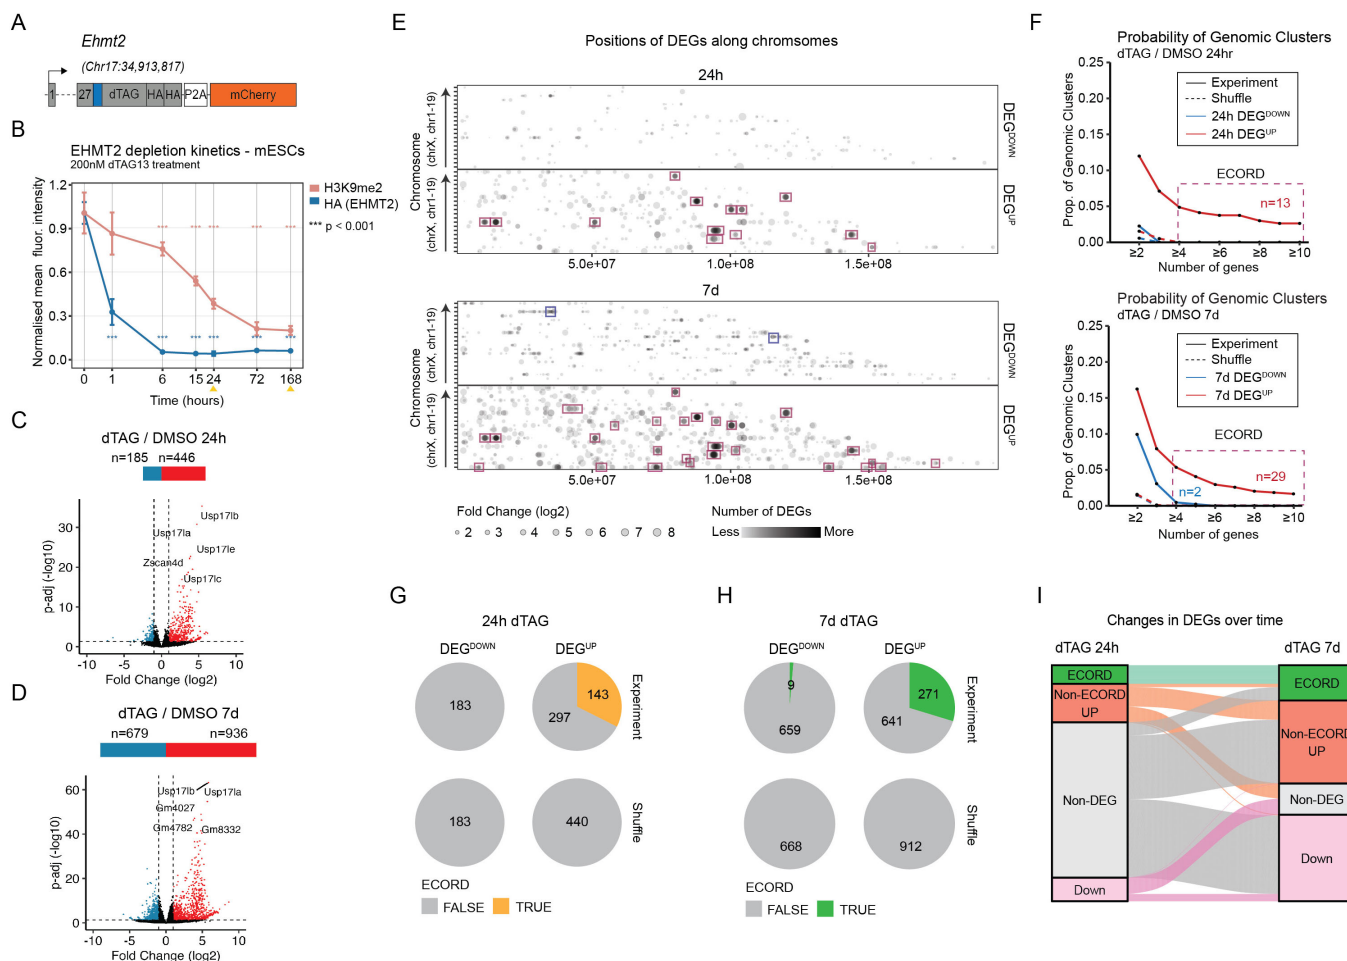 A
Ehmt2
(Chr17:34,913,817)
1
27
dTAG
HA
HA
P2A
mCherry
B
EHMT2 depletion kinetics - mESCs
200nM dTAG13 treatment
Normalised mean fluor. intensity
1.2
0.9
0.6
0.3
0.0
*** *** *** *** ***
*** *** *** *** *** ***
0 1 6 15 24 72 168
Time (hours)
H3K9me2
HA (EHMT2)
*** p < 0.001
C
dTAG / DMSO 24h
n=185 n=446
p-adj (-log10)
30
20
10
0
Usp17lb
Usp17la
Usp17le
Zscan4d
Usp17lc
-10 -5 0 5 10
Fold Change (log2)
D
dTAG / DMSO 7d
n=679 n=936
p-adj (-log10)
60
40
20
0
Usp17lb
Usp17la
Gm4027
Gm4782
Gm8332
-10 -5 0 5 10
Fold Change (log2)
E
Positions of DEGs along chromsomes
24h
Chromosome
(chrX, chr1-19)
(chrX, chr1-19)
DEGDOWN
DEGUP
5.0e+07 1.0e+08 1.5e+08
7d
Chromosome
(chrX, chr1-19)
(chrX, chr1-19)
DEGDOWN
DEGUP
5.0e+07 1.0e+08 1.5e+08
Fold Change (log2)
2 3 4 5 6 7 8
Number of DEGs
Less More
F
Probability of Genomic Clusters
dTAG / DMSO 24hr
Prop. of Genomic Clusters
0.25
0.20
0.15
0.10
0.05
0.00
Experiment
Shuffle
24h DEGDOWN
24h DEGUP
ECORD
n=13
≥2 ≥4 ≥6 ≥8 ≥10
Number of genes
Probability of Genomic Clusters
dTAG / DMSO 7d
Prop. of Genomic Clusters
0.25
0.20
0.15
0.10
0.05
0.00
Experiment
Shuffle
7d DEGDOWN
7d DEGUP
ECORD
n=2
n=29
≥2 ≥4 ≥6 ≥8 ≥10
Number of genes
G
24h dTAG
DEGDOWN DEGUP
183
143
297
Experiment
183
440
Shuffle
ECORD
FALSE TRUE
H
7d dTAG
DEGDOWN DEGUP
9
659
271
641
Experiment
668
912
Shuffle
ECORD
FALSE TRUE
I
Changes in DEGs over time
dTAG 24h dTAG 7d
ECORD
Non-ECORD
UP
Non-DEG
Down
ECORD
Non-ECORD
UP
Non-DEG
Down